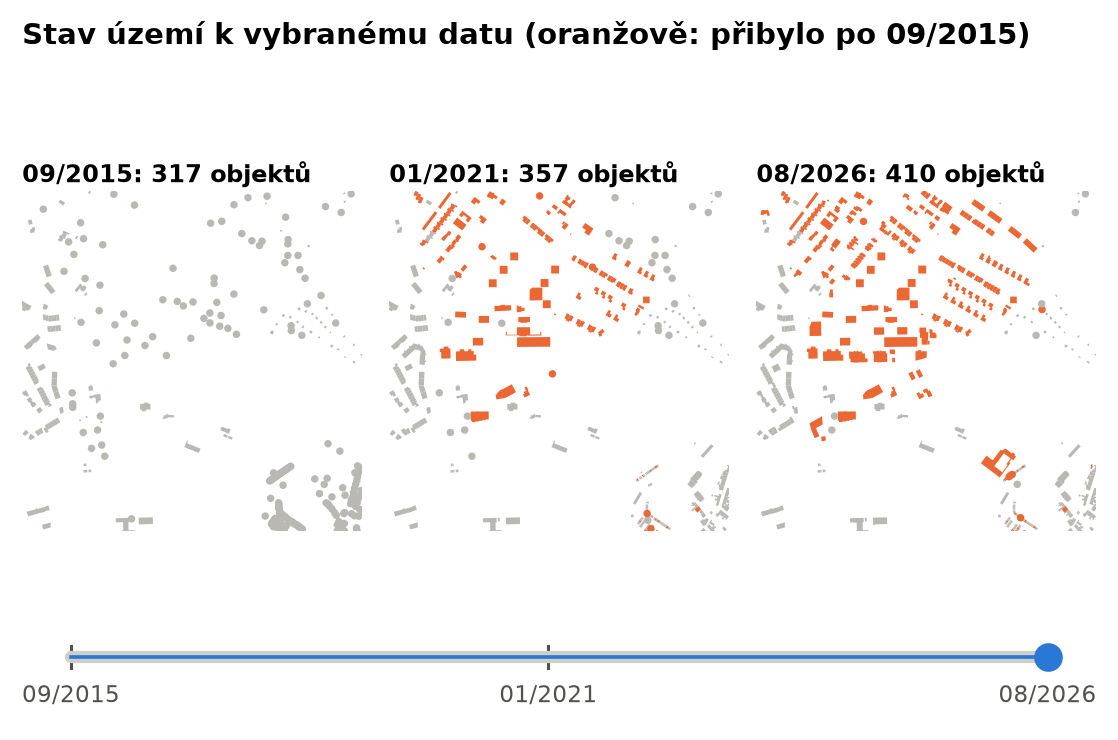 Stav území k vybranému datu (oranžově: přibylo po 09/2015)
09/2015: 317 objektů
01/2021: 357 objektů
08/2026: 410 objektů
09/2015
01/2021
08/2026